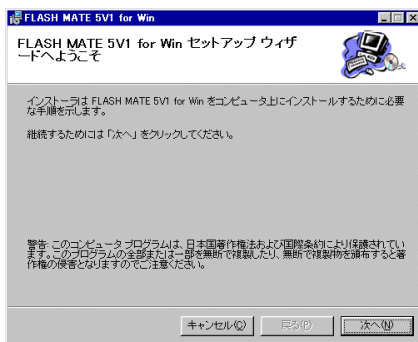 FLASH MATE 5V1 for Win
FLASH MATE 5V1 for Win セットアップ ウィザ
ードへようこそ
インストーラは FLASH MATE 5V1 for Win をコンピュータ上にインストールするために必要
な手順を示します。
継続するためには「次へ」をクリックしてください。
警告: このコンピュータ プログラムは、日本国著作権法および国際条約により保護されてい
ます。このプログラムの全部または一部を無断で複製したり、無断で複製物を頒布すると著
作権の侵害となりますのでご注意ください。
キャンセル(C) 戻る(P) 次へ(N)